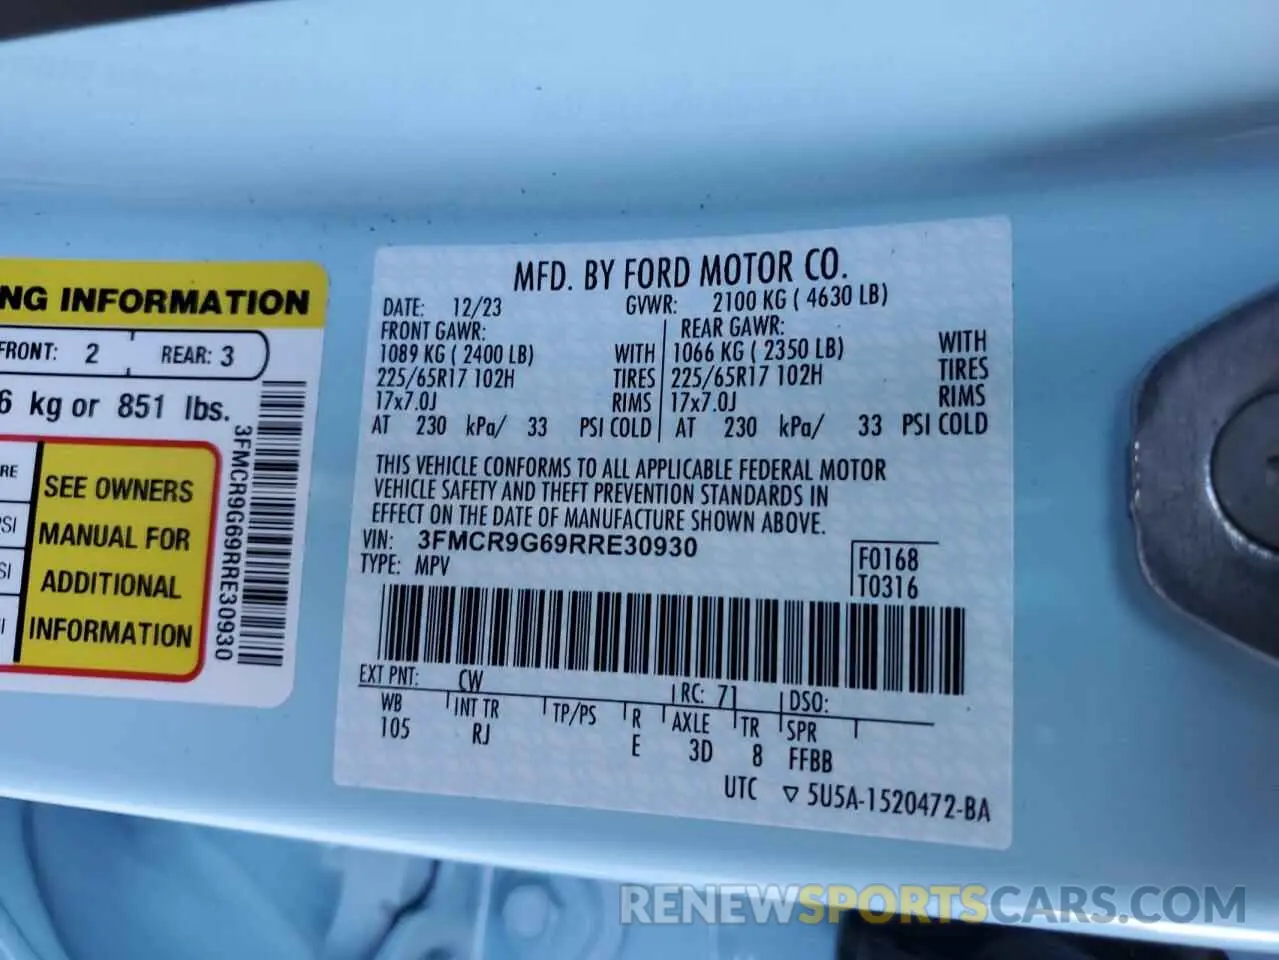 NG INFORMATION
FRONT: 2 REAR: 3
6 kg or 851 lbs.
3FMCR9G69RRE30930
RE
SI
SI
SEE OWNERS
MANUAL FOR
ADDITIONAL
INFORMATION
MFD. BY FORD MOTOR CO.
DATE: 12/23 GVWR: 2100 KG ( 4630 LB)
FRONT GAWR: REAR GAWR:
1089 KG ( 2400 LB) WITH 1066 KG ( 2350 LB) WITH
225/65R17 102H TIRES 225/65R17 102H TIRES
17x7.0J RIMS 17x7.0J RIMS
AT 230 kPa/ 33 PSI COLD AT 230 kPa/ 33 PSI COLD
THIS VEHICLE CONFORMS TO ALL APPLICABLE FEDERAL MOTOR
VEHICLE SAFETY AND THEFT PREVENTION STANDARDS IN
EFFECT ON THE DATE OF MANUFACTURE SHOWN ABOVE.
VIN: 3FMCR9G69RRE30930
TYPE: MPV
F0168
T0316
EXT PNT: CW RC: 71 DSO:
WB INT TR TP/PS R AXLE TR SPR
105 RJ E 3D 8 FFBB
UTC ▽ 5U5A-1520472-BA
RENEWSPORTSCARS.COM